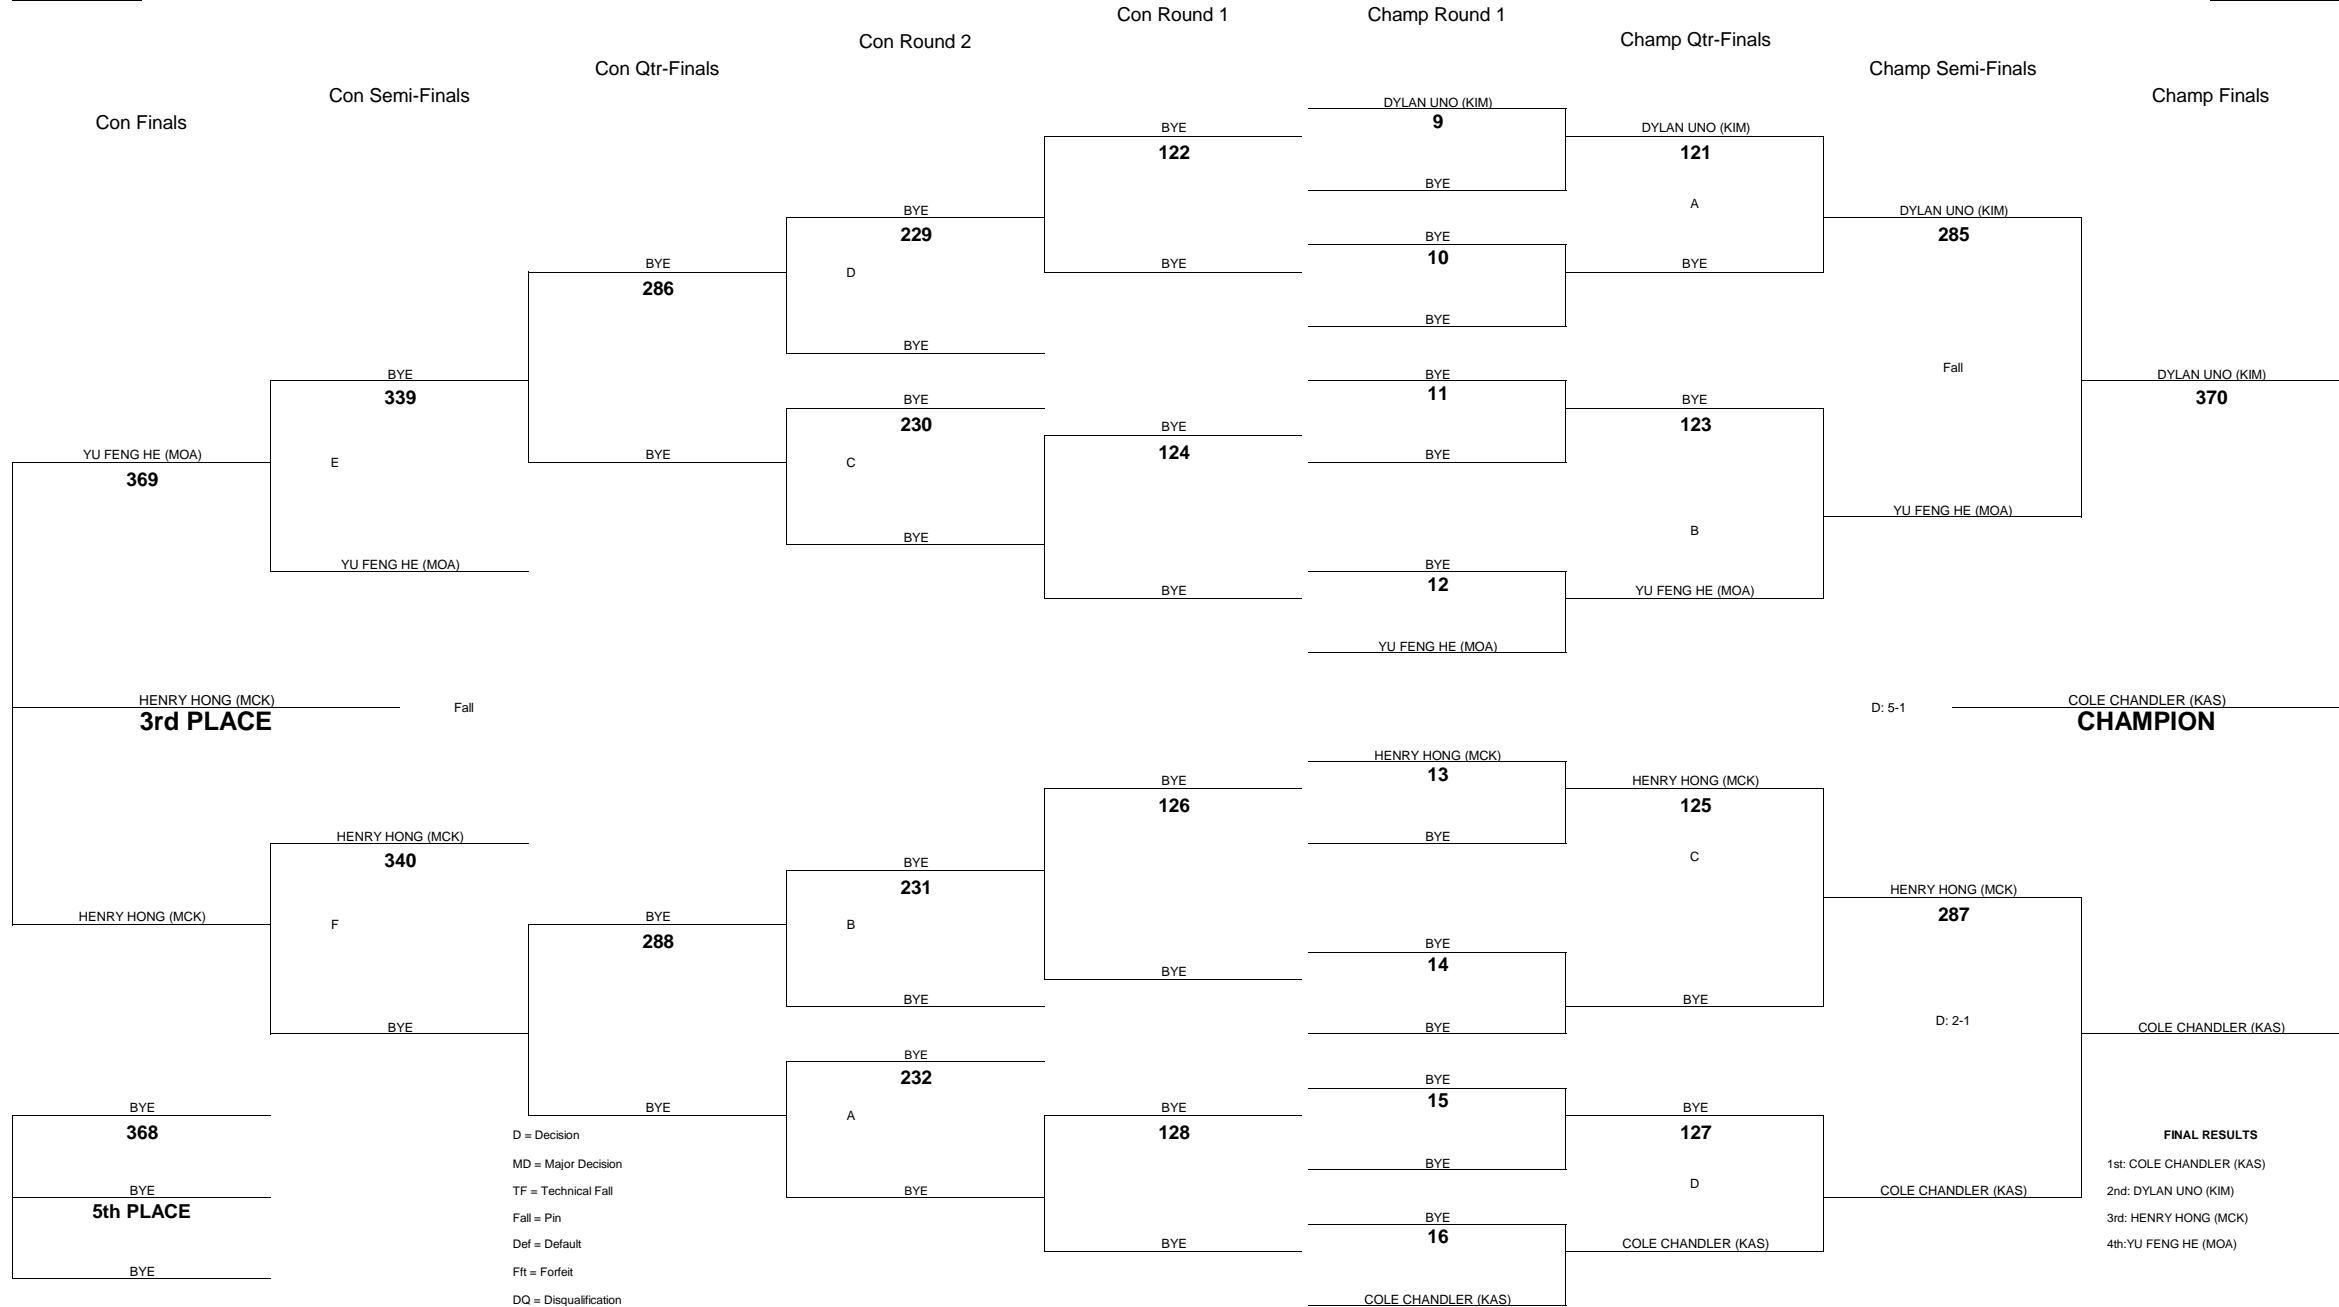 Con Round 1
Champ Round 1
Con Round 2
Champ Qtr-Finals
Con Qtr-Finals
Champ Semi-Finals
Con Semi-Finals
Champ Finals
Con Finals
DYLAN UNO (KIM)
9
BYE
122
DYLAN UNO (KIM)
121
BYE
A
BYE
229
DYLAN UNO (KIM)
285
BYE
10
BYE
286
D
BYE
BYE
BYE
BYE
Fall
BYE
339
BYE
11
DYLAN UNO (KIM)
370
BYE
230
BYE
123
BYE
124
YU FENG HE (MOA)
369
E
BYE
C
BYE
YU FENG HE (MOA)
B
BYE
YU FENG HE (MOA)
BYE
12
BYE
YU FENG HE (MOA)
YU FENG HE (MOA)
HENRY HONG (MCK)
3rd PLACE
Fall
D: 5-1
COLE CHANDLER (KAS)
CHAMPION
HENRY HONG (MCK)
13
BYE
126
HENRY HONG (MCK)
125
HENRY HONG (MCK)
340
BYE
C
BYE
231
HENRY HONG (MCK)
287
HENRY HONG (MCK)
F
BYE
288
B
BYE
14
BYE
BYE
BYE
BYE
D: 2-1
BYE
BYE
COLE CHANDLER (KAS)
BYE
232
BYE
15
BYE
368
BYE
A
BYE
128
BYE
127
D = Decision
FINAL RESULTS
MD = Major Decision
BYE
1st: COLE CHANDLER (KAS)
BYE
5th PLACE
TF = Technical Fall
BYE
D
COLE CHANDLER (KAS)
2nd: DYLAN UNO (KIM)
Fall = Pin
BYE
16
3rd: HENRY HONG (MCK)
Def = Default
BYE
COLE CHANDLER (KAS)
4th:YU FENG HE (MOA)
BYE
Fft = Forfeit
DQ = Disqualification
COLE CHANDLER (KAS)